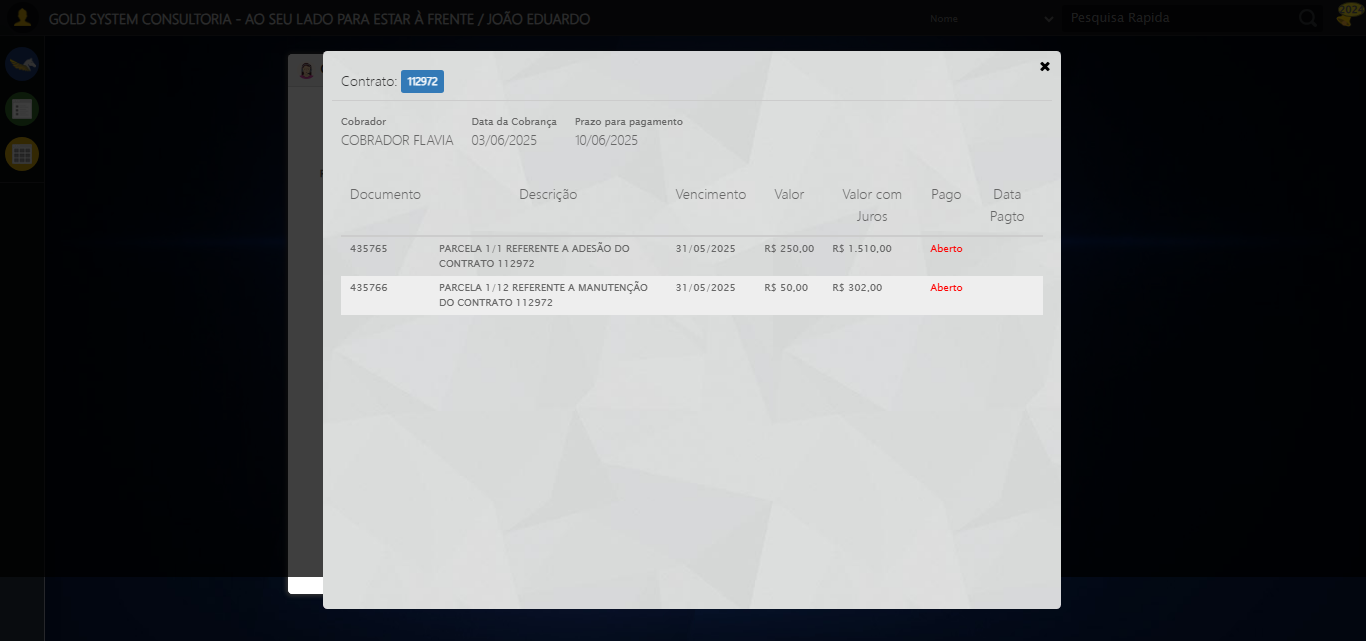 GOLD SYSTEM CONSULTORIA - AO SEU LADO PARA ESTAR À FRENTE / JOÃO EDUARDO
Nome
Pesquisa Rapida
2024
Contrato: 112972
Cobrador Data da Cobrança Prazo para pagamento
COBRADOR FLAVIA 03/06/2025 10/06/2025
Documento Descrição Vencimento Valor Valor com Juros Pago Data Pagto
435765 PARCELA 1/1 REFERENTE A ADESÃO DO CONTRATO 112972 31/05/2025 R$ 250,00 R$ 1.510,00 Aberto
435766 PARCELA 1/12 REFERENTE A MANUTENÇÃO DO CONTRATO 112972 31/05/2025 R$ 50,00 R$ 302,00 Aberto